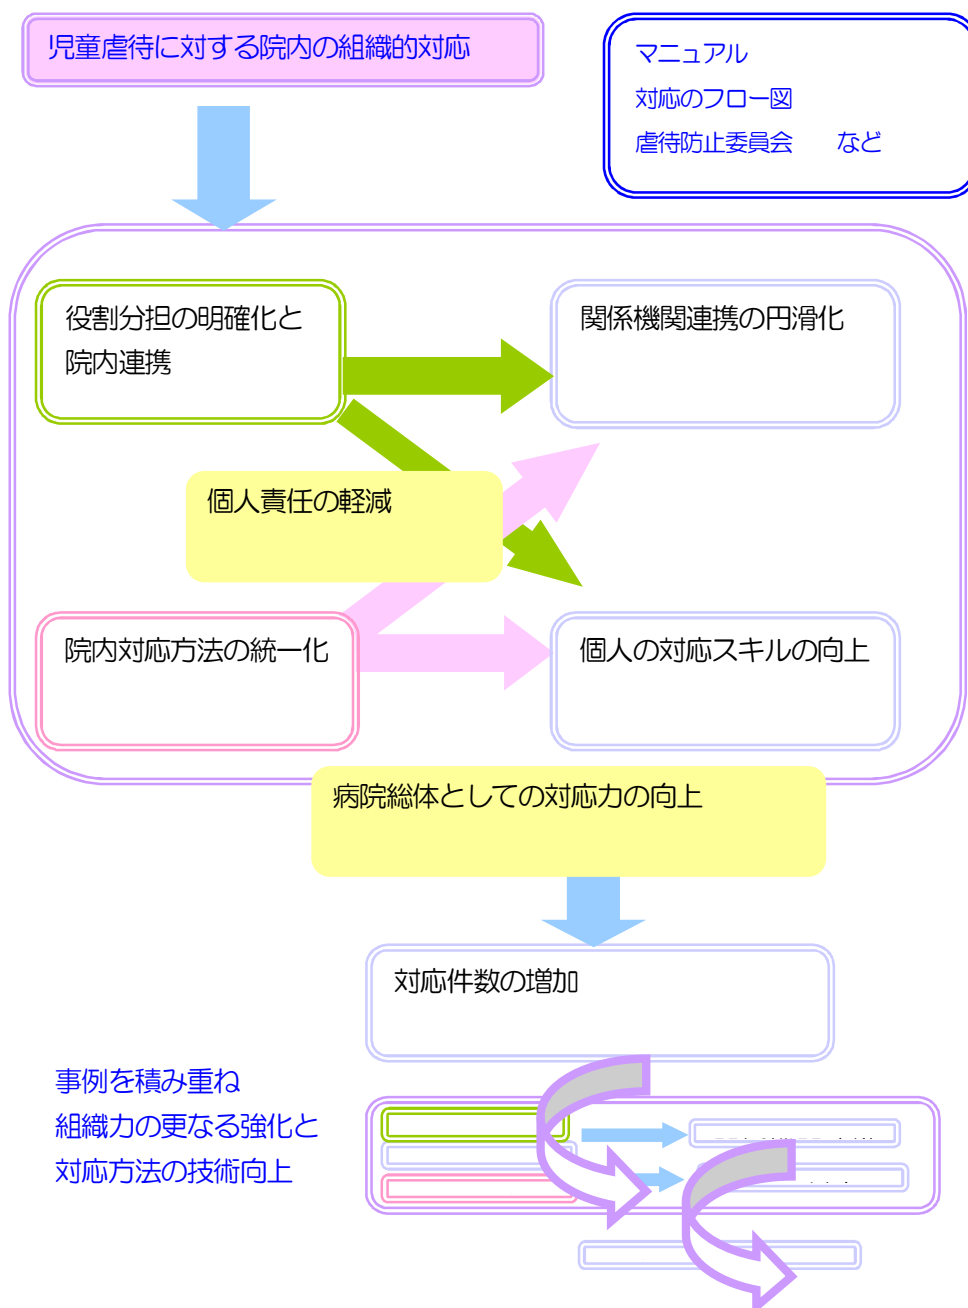 児童虐待に対する院内の組織的対応
マニュアル
対応のフロー図
虐待防止委員会　　など
役割分担の明確化と
院内連携
関係機関連携の円滑化
個人責任の軽減
院内対応方法の統一化
個人の対応スキルの向上
病院総体としての対応力の向上
対応件数の増加
事例を積み重ね
組織力の更なる強化と
対応方法の技術向上